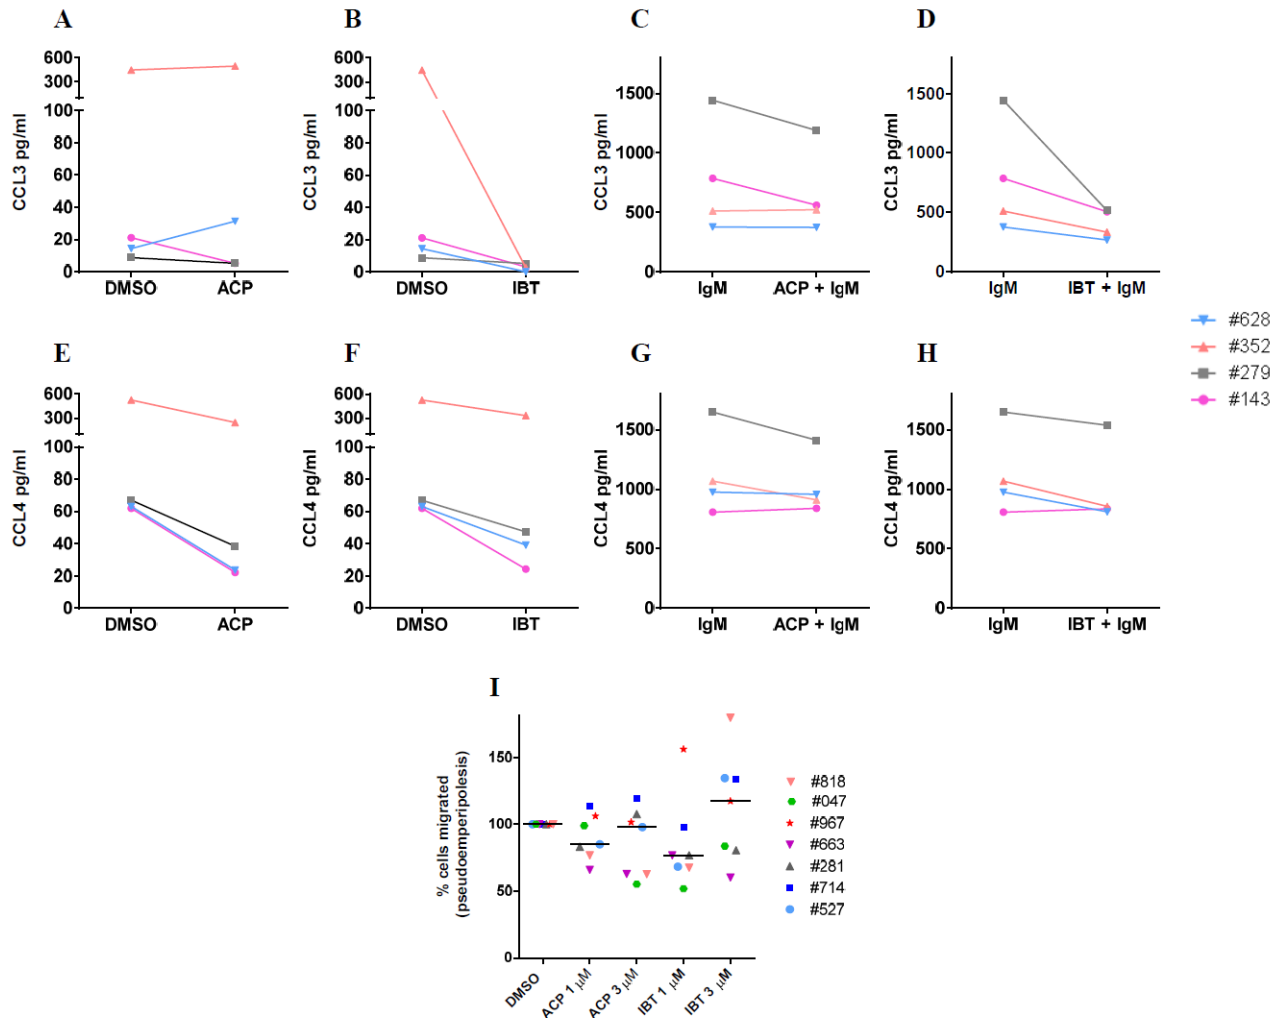 A
B
C
D
CCL3 pg/ml
600
300
100
80
60
40
20
0
DMSO
ACP
CCL3 pg/ml
600
300
100
80
60
40
20
0
DMSO
IBT
CCL3 pg/ml
1500
1000
500
0
IgM
ACP + IgM
CCL3 pg/ml
1500
1000
500
0
IgM
IBT + IgM
#628
#352
#279
#143
E
F
G
H
CCL4 pg/ml
600
300
100
80
60
40
20
0
DMSO
ACP
CCL4 pg/ml
600
300
100
80
60
40
20
0
DMSO
IBT
CCL4 pg/ml
1500
1000
500
0
IgM
ACP + IgM
CCL4 pg/ml
1500
1000
500
0
IgM
IBT + IgM
I
% cells migrated
(pseudoemperipolesis)
150
100
50
0
DMSO
ACP 1 μM
ACP 3 μM
IBT 1 μM
IBT 3 μM
#818
#047
#967
#663
#281
#714
#527